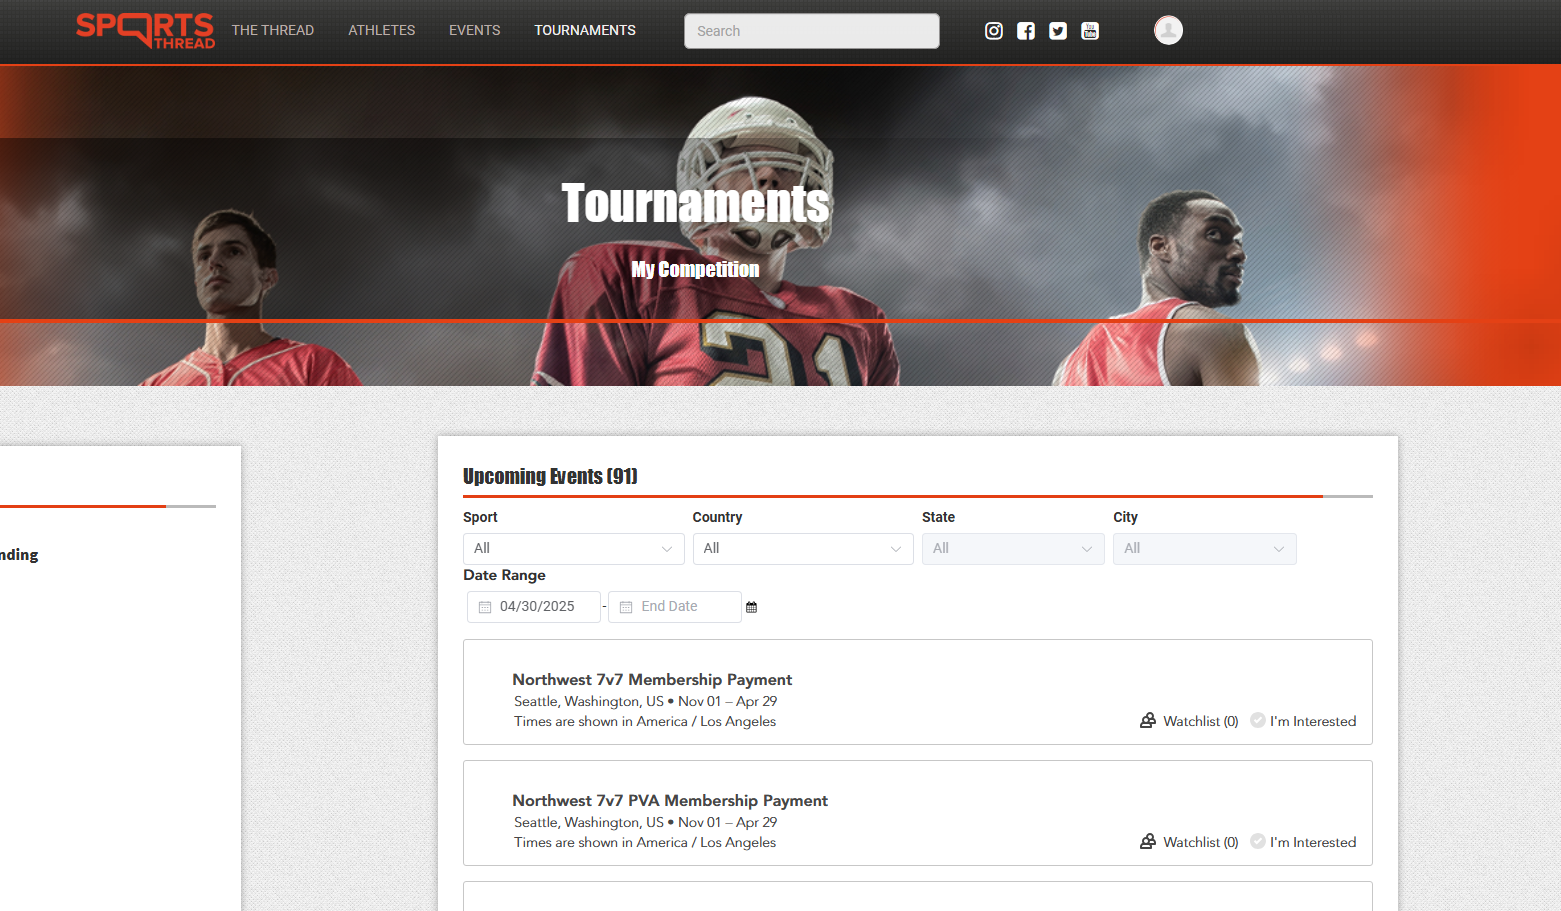 SPORTS
THREAD
THE THREAD
ATHLETES
EVENTS
TOURNAMENTS
Search
You
Tube
Tournaments
My Competition
21
nding
Upcoming Events (91)
Sport
Country
State
City
All
All
All
All
Date Range
04/30/2025 - End Date
Northwest 7v7 Membership Payment
Seattle, Washington, US • Nov 01 – Apr 29
Times are shown in America / Los Angeles
Watchlist (0)
I'm Interested
Northwest 7v7 PVA Membership Payment
Seattle, Washington, US • Nov 01 – Apr 29
Times are shown in America / Los Angeles
Watchlist (0)
I'm Interested